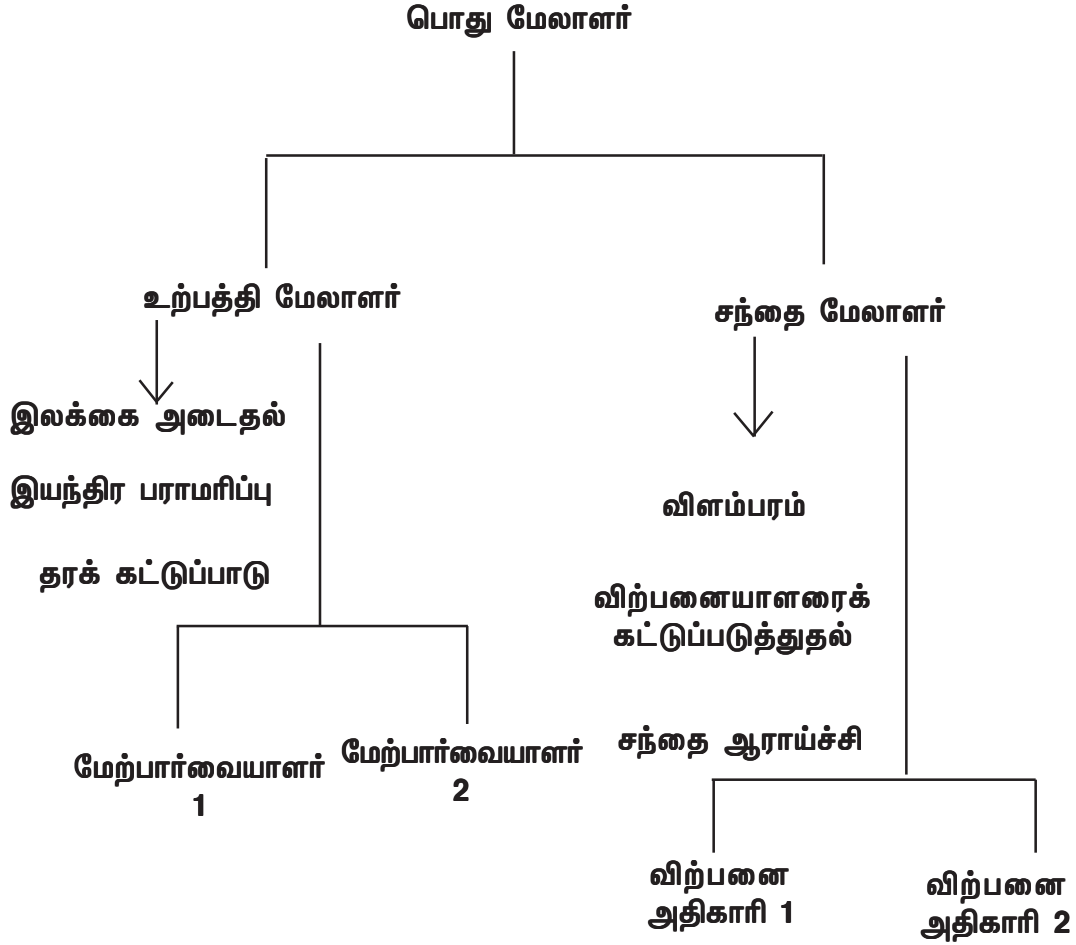 பொது மேலாளர்
உற்பத்தி மேலாளர்
இலக்கை அடைதல்
இயந்திர பராமரிப்பு
தரக் கட்டுப்பாடு
மேற்பார்வையாளர்
1
மேற்பார்வையாளர்
2
சந்தை மேலாளர்
விளம்பரம்
விற்பனையாளரைக்
கட்டுப்படுத்துதல்
சந்தை ஆராய்ச்சி
விற்பனை
அதிகாரி 1
விற்பனை
அதிகாரி 2